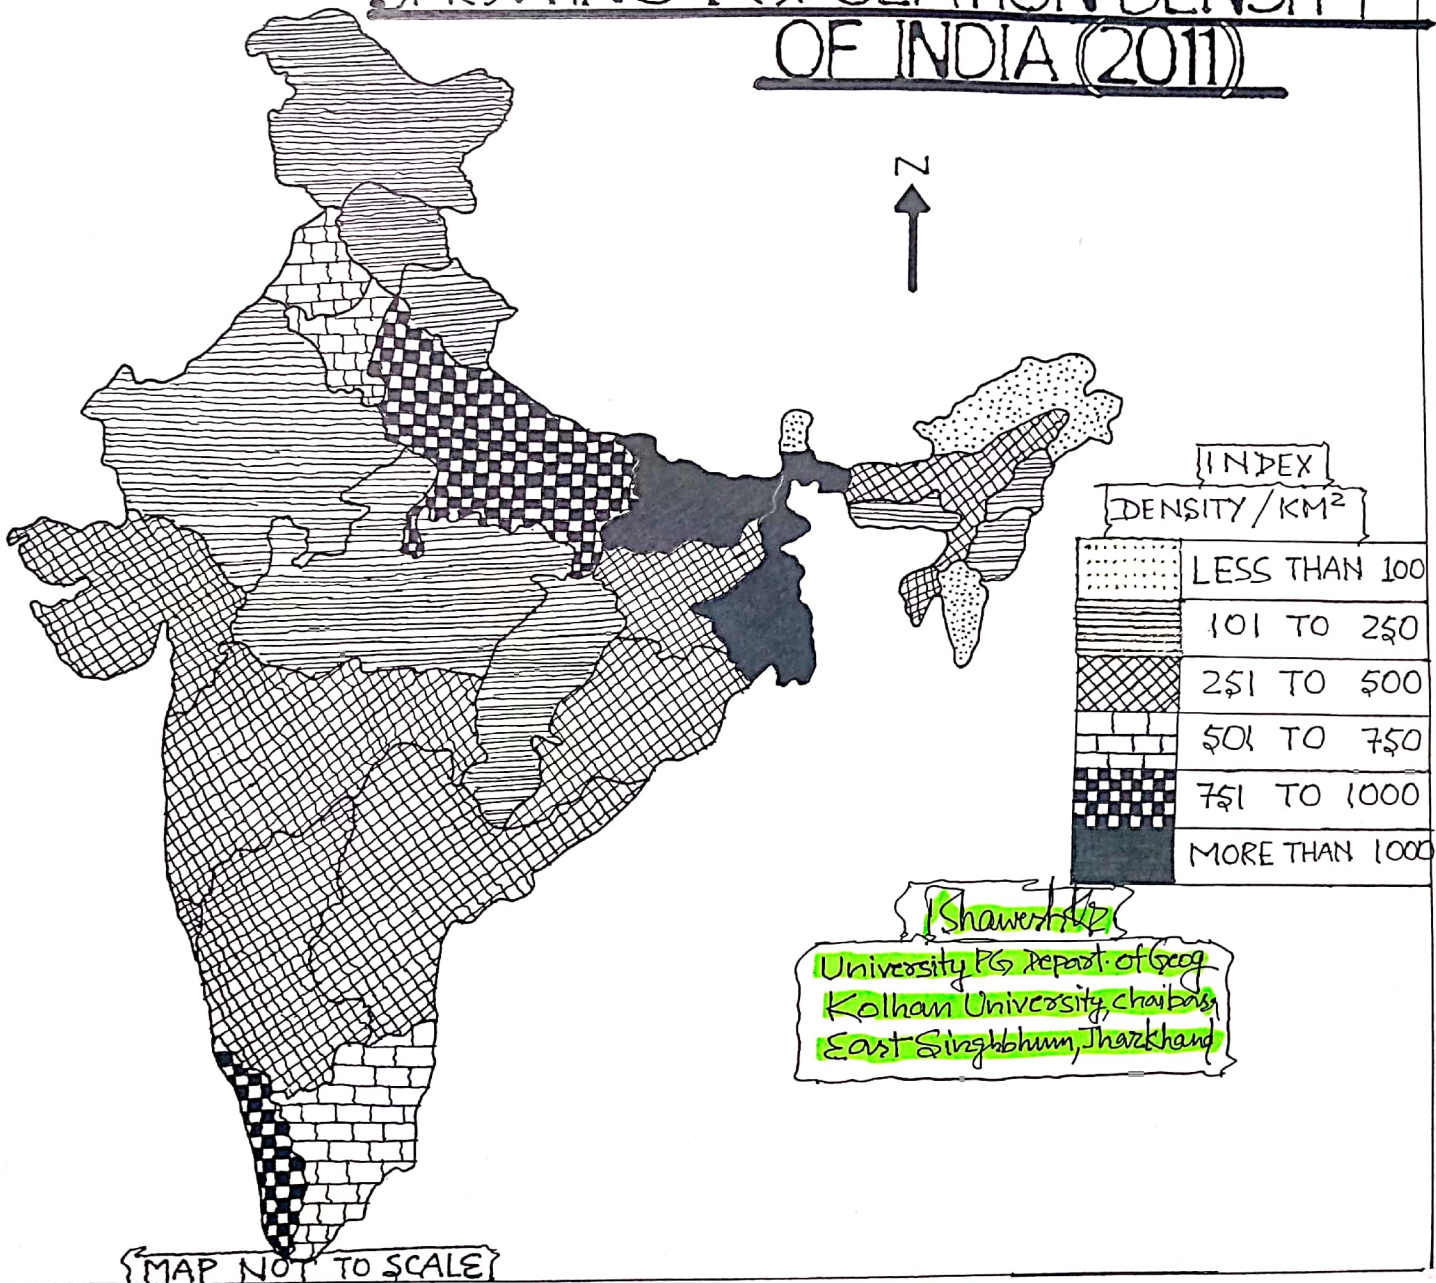 OF INDIA (2011)
N
INDEX
DENSITY/KM²
LESS THAN 100
101 TO 250
251 TO 500
501 TO 750
751 TO 1000
MORE THAN 1000
University PG Depart. of Geog
Kolhan University, chaibasa
East Singhbhum, Jharkhand
MAP NOT TO SCALE